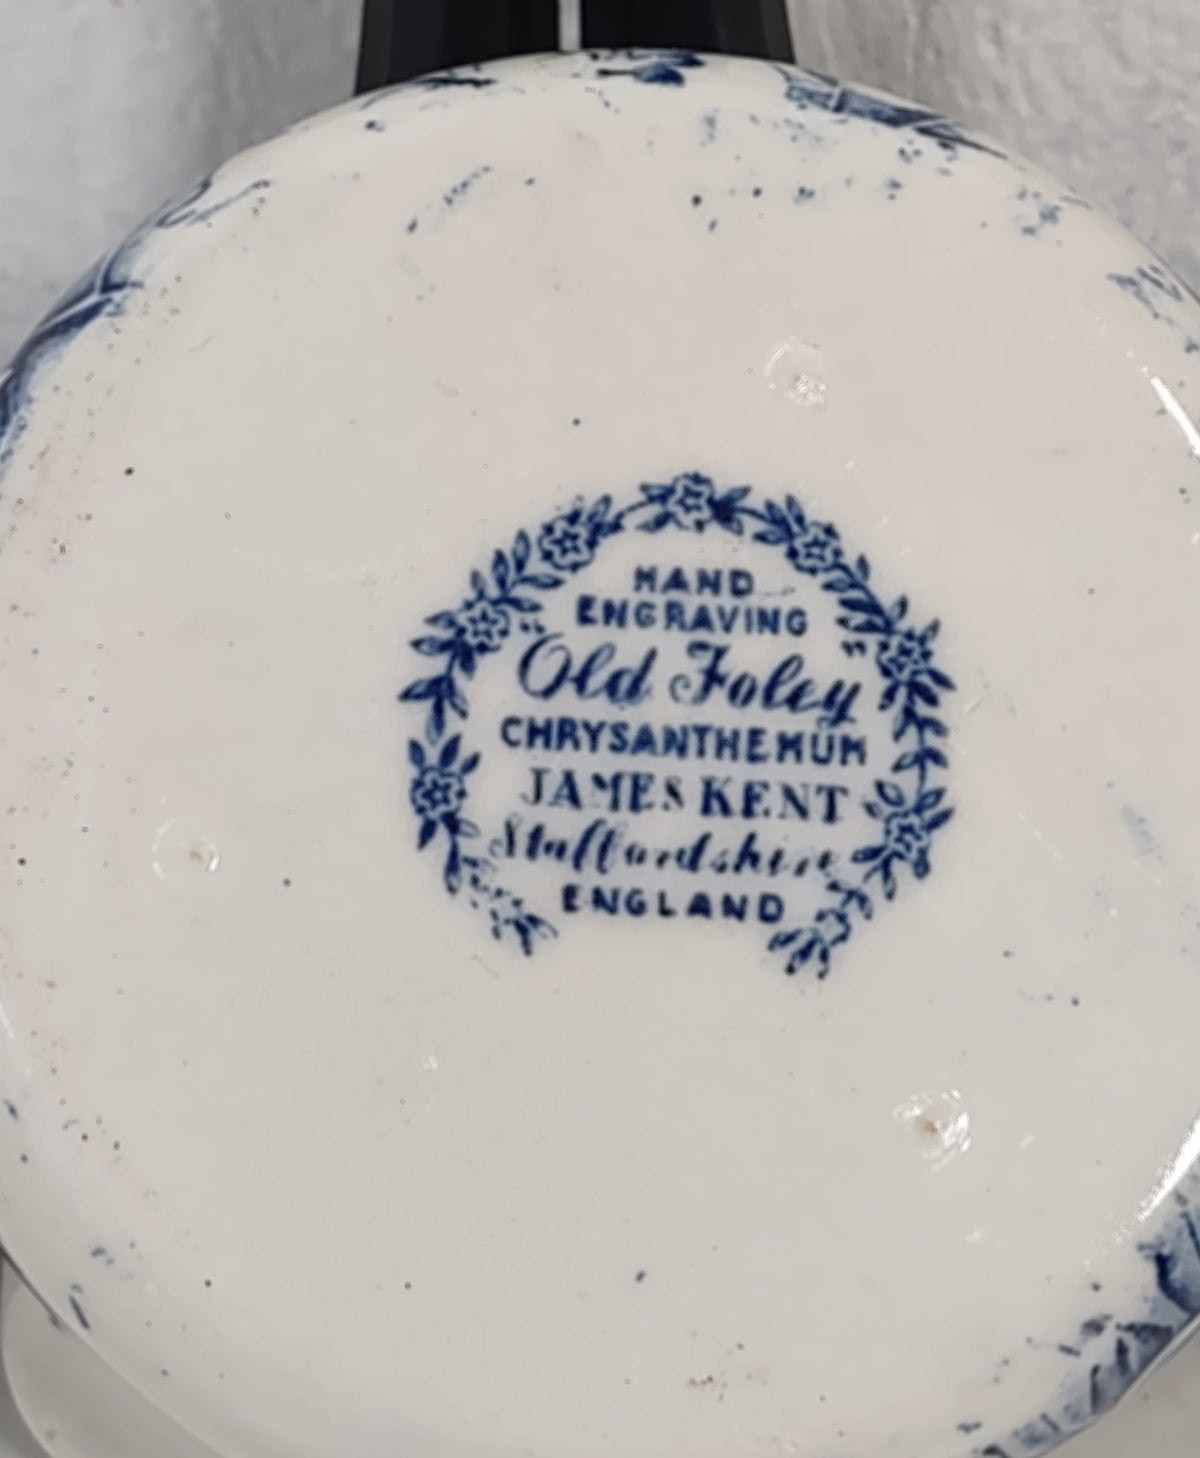 HAND
ENGRAVING
"Old Foley"
CHRYSANTHEMUM
JAMES KENT
Staffordshire
ENGLAND